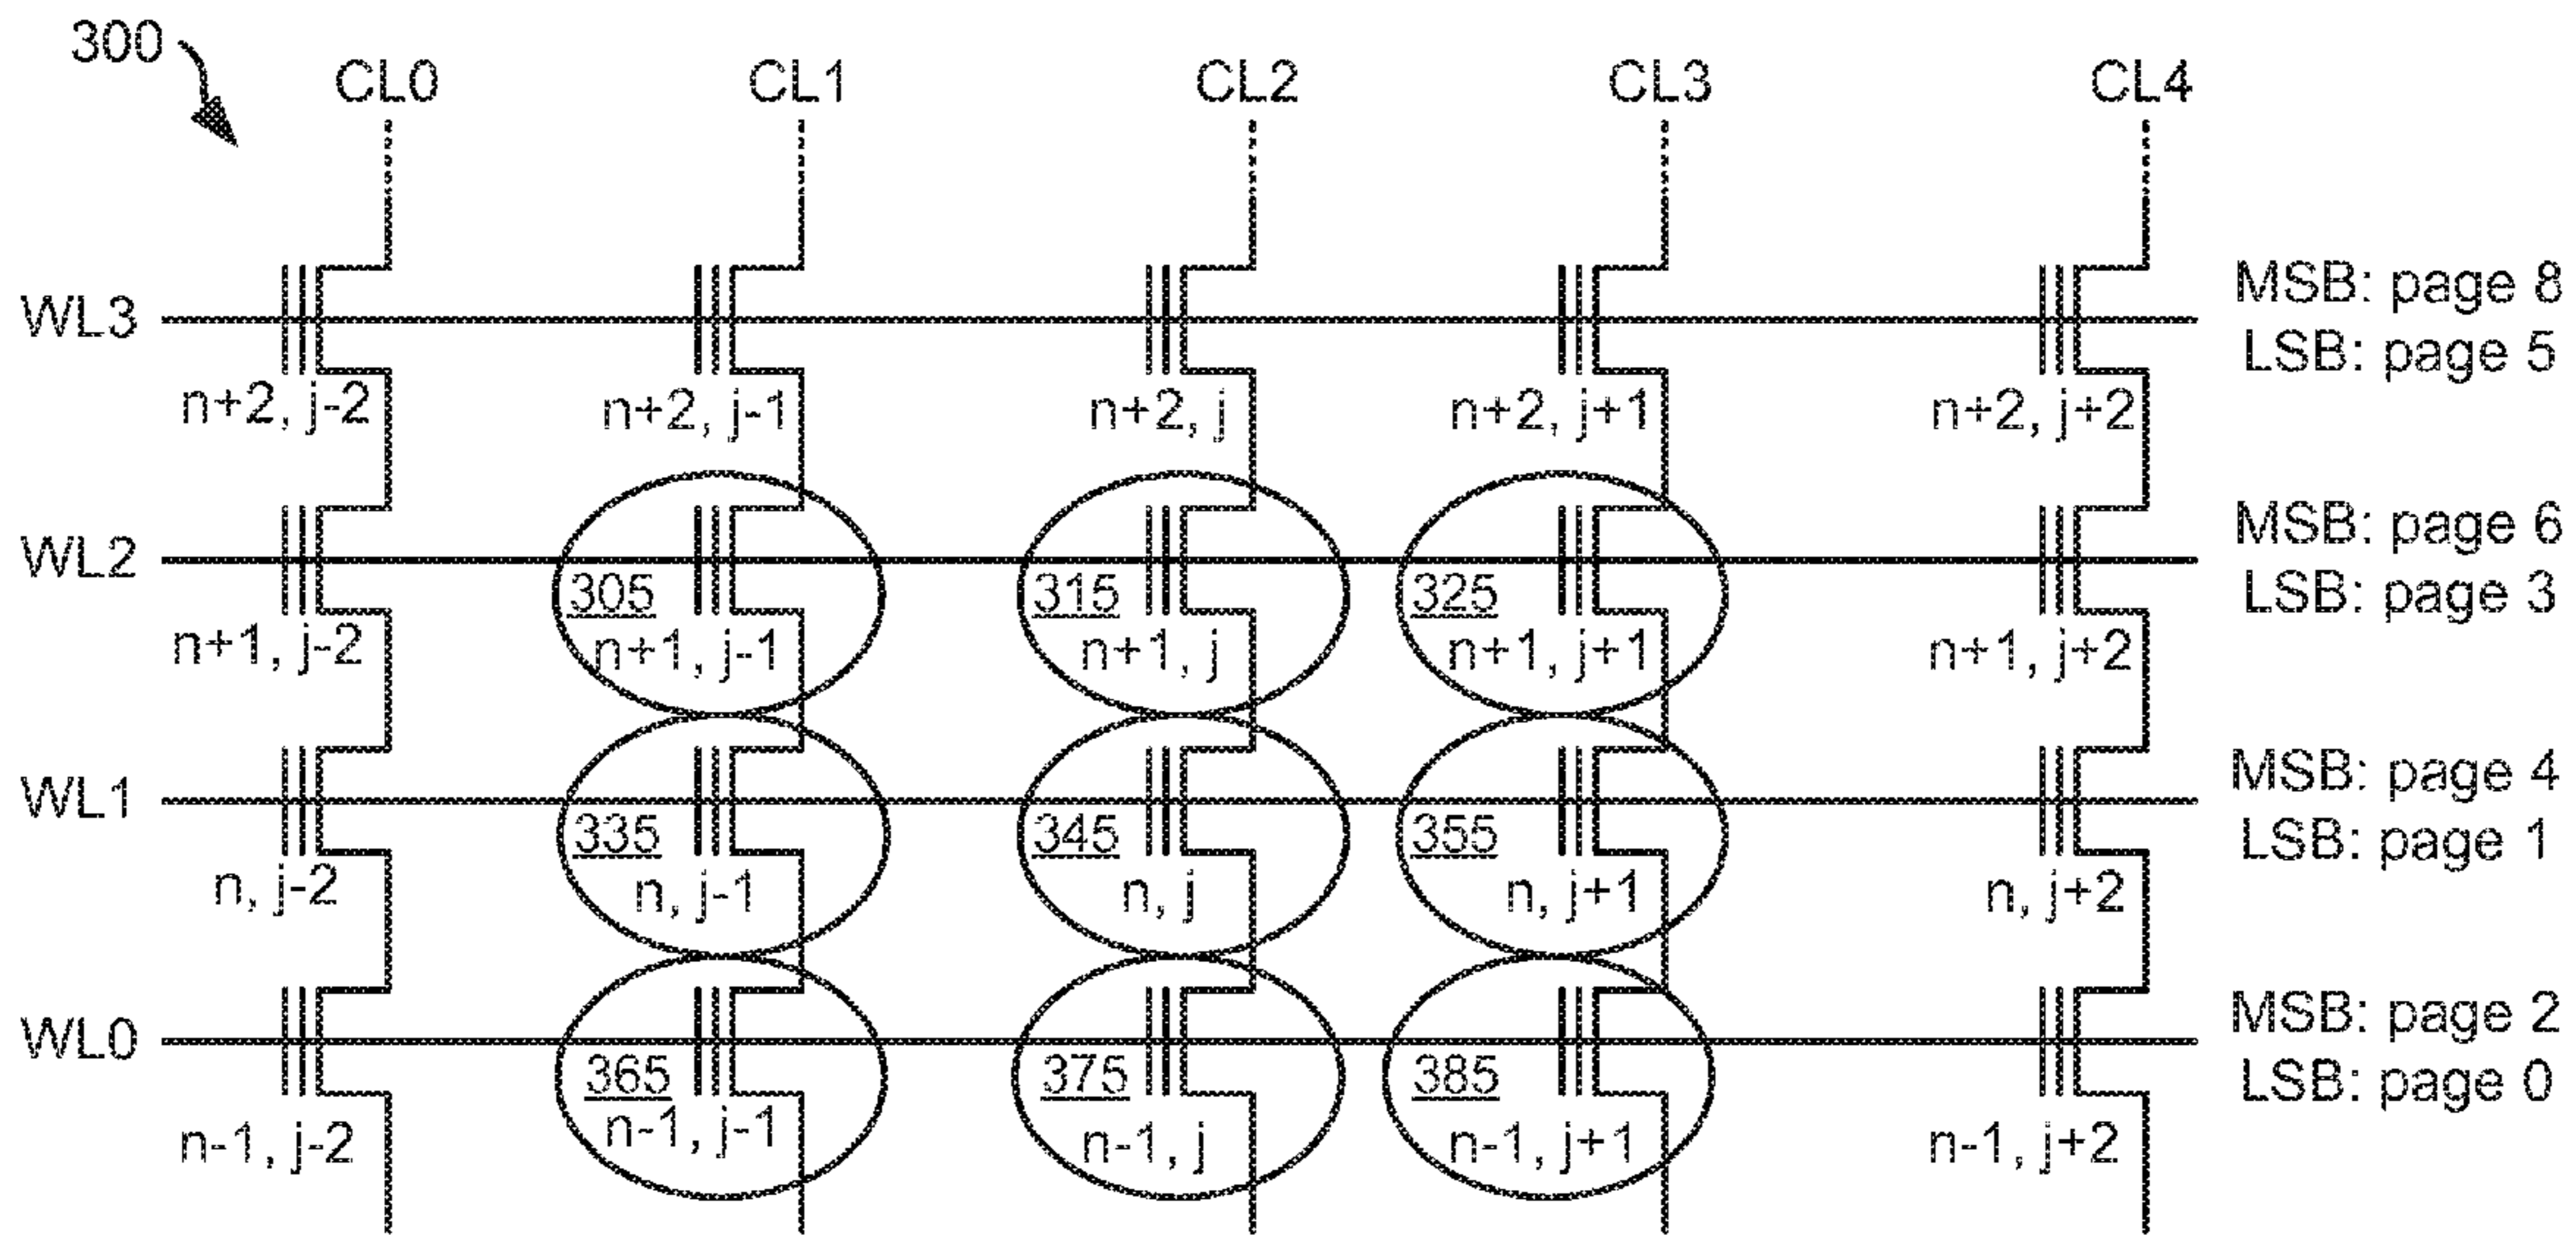 300
CL0 CL1 CL2 CL3 CL4
WL3
MSB: page 8
LSB: page 5
n+2, j-2 n+2, j-1 n+2, j n+2, j+1 n+2, j+2
WL2
MSB: page 6
LSB: page 3
305 315 325
n+1, j-2 n+1, j-1 n+1, j n+1, j+1 n+1, j+2
WL1
MSB: page 4
LSB: page 1
335 345 355
n, j-2 n, j-1 n, j n, j+1 n, j+2
WL0
MSB: page 2
LSB: page 0
365 375 385
n-1, j-2 n-1, j-1 n-1, j n-1, j+1 n-1, j+2